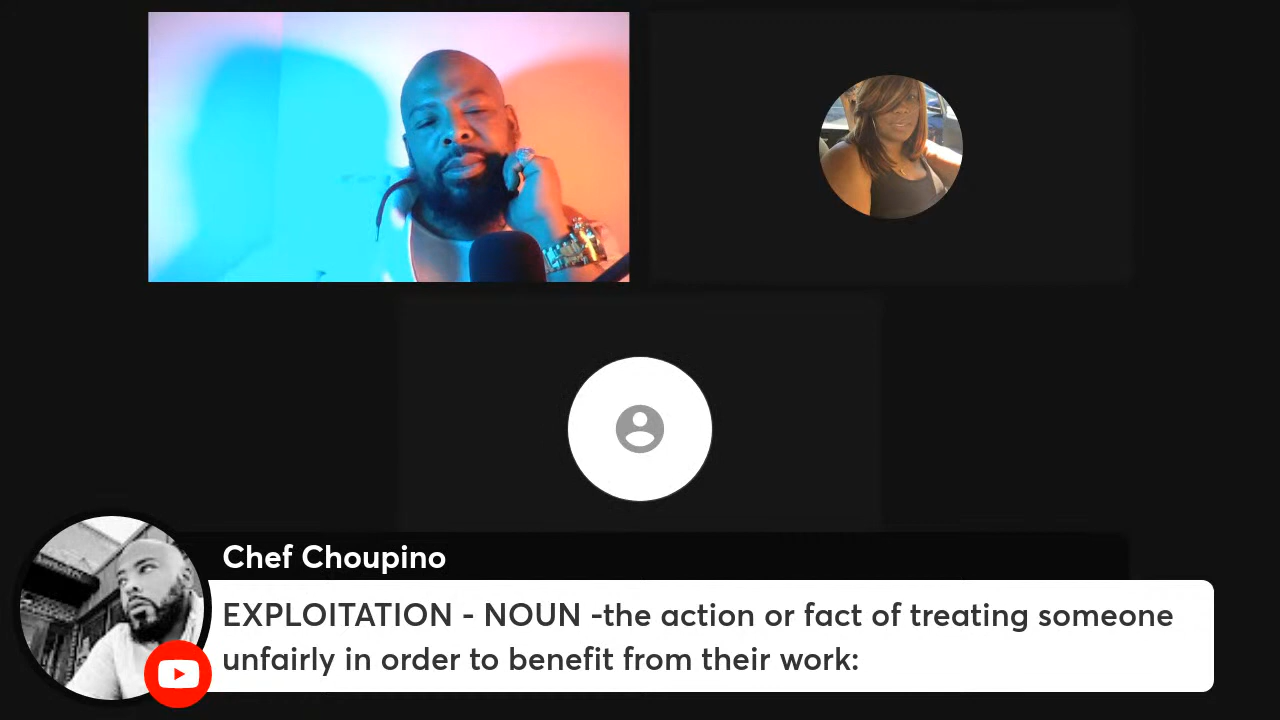 Chef Choupino
EXPLOITATION - NOUN -the action or fact of treating someone
unfairly in order to benefit from their work: